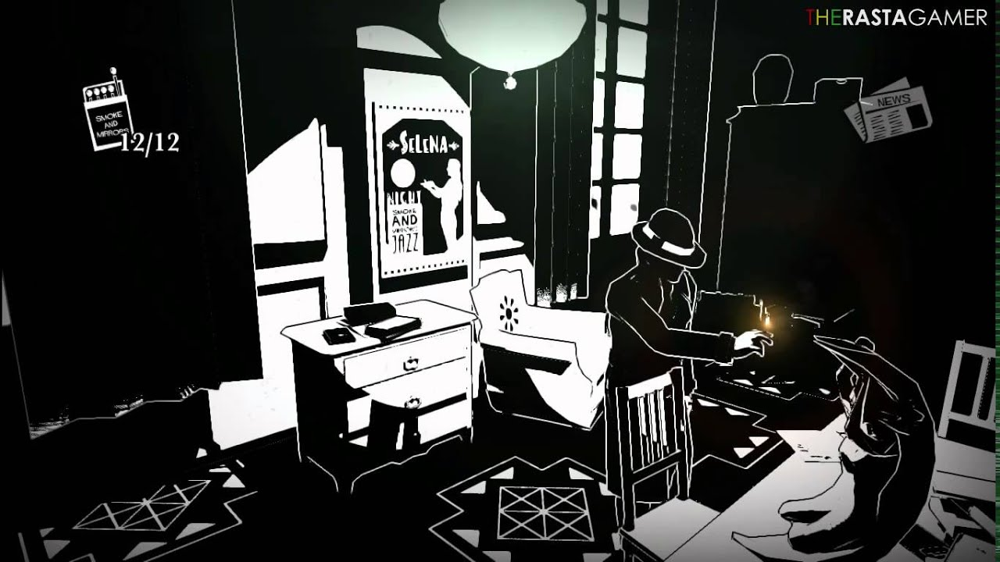 THERASTAGAMER
NEWS
SMOKE
AND
MIRRORS
12/12
SELENA
NIGHT
SMOKE
AND
JAZZ